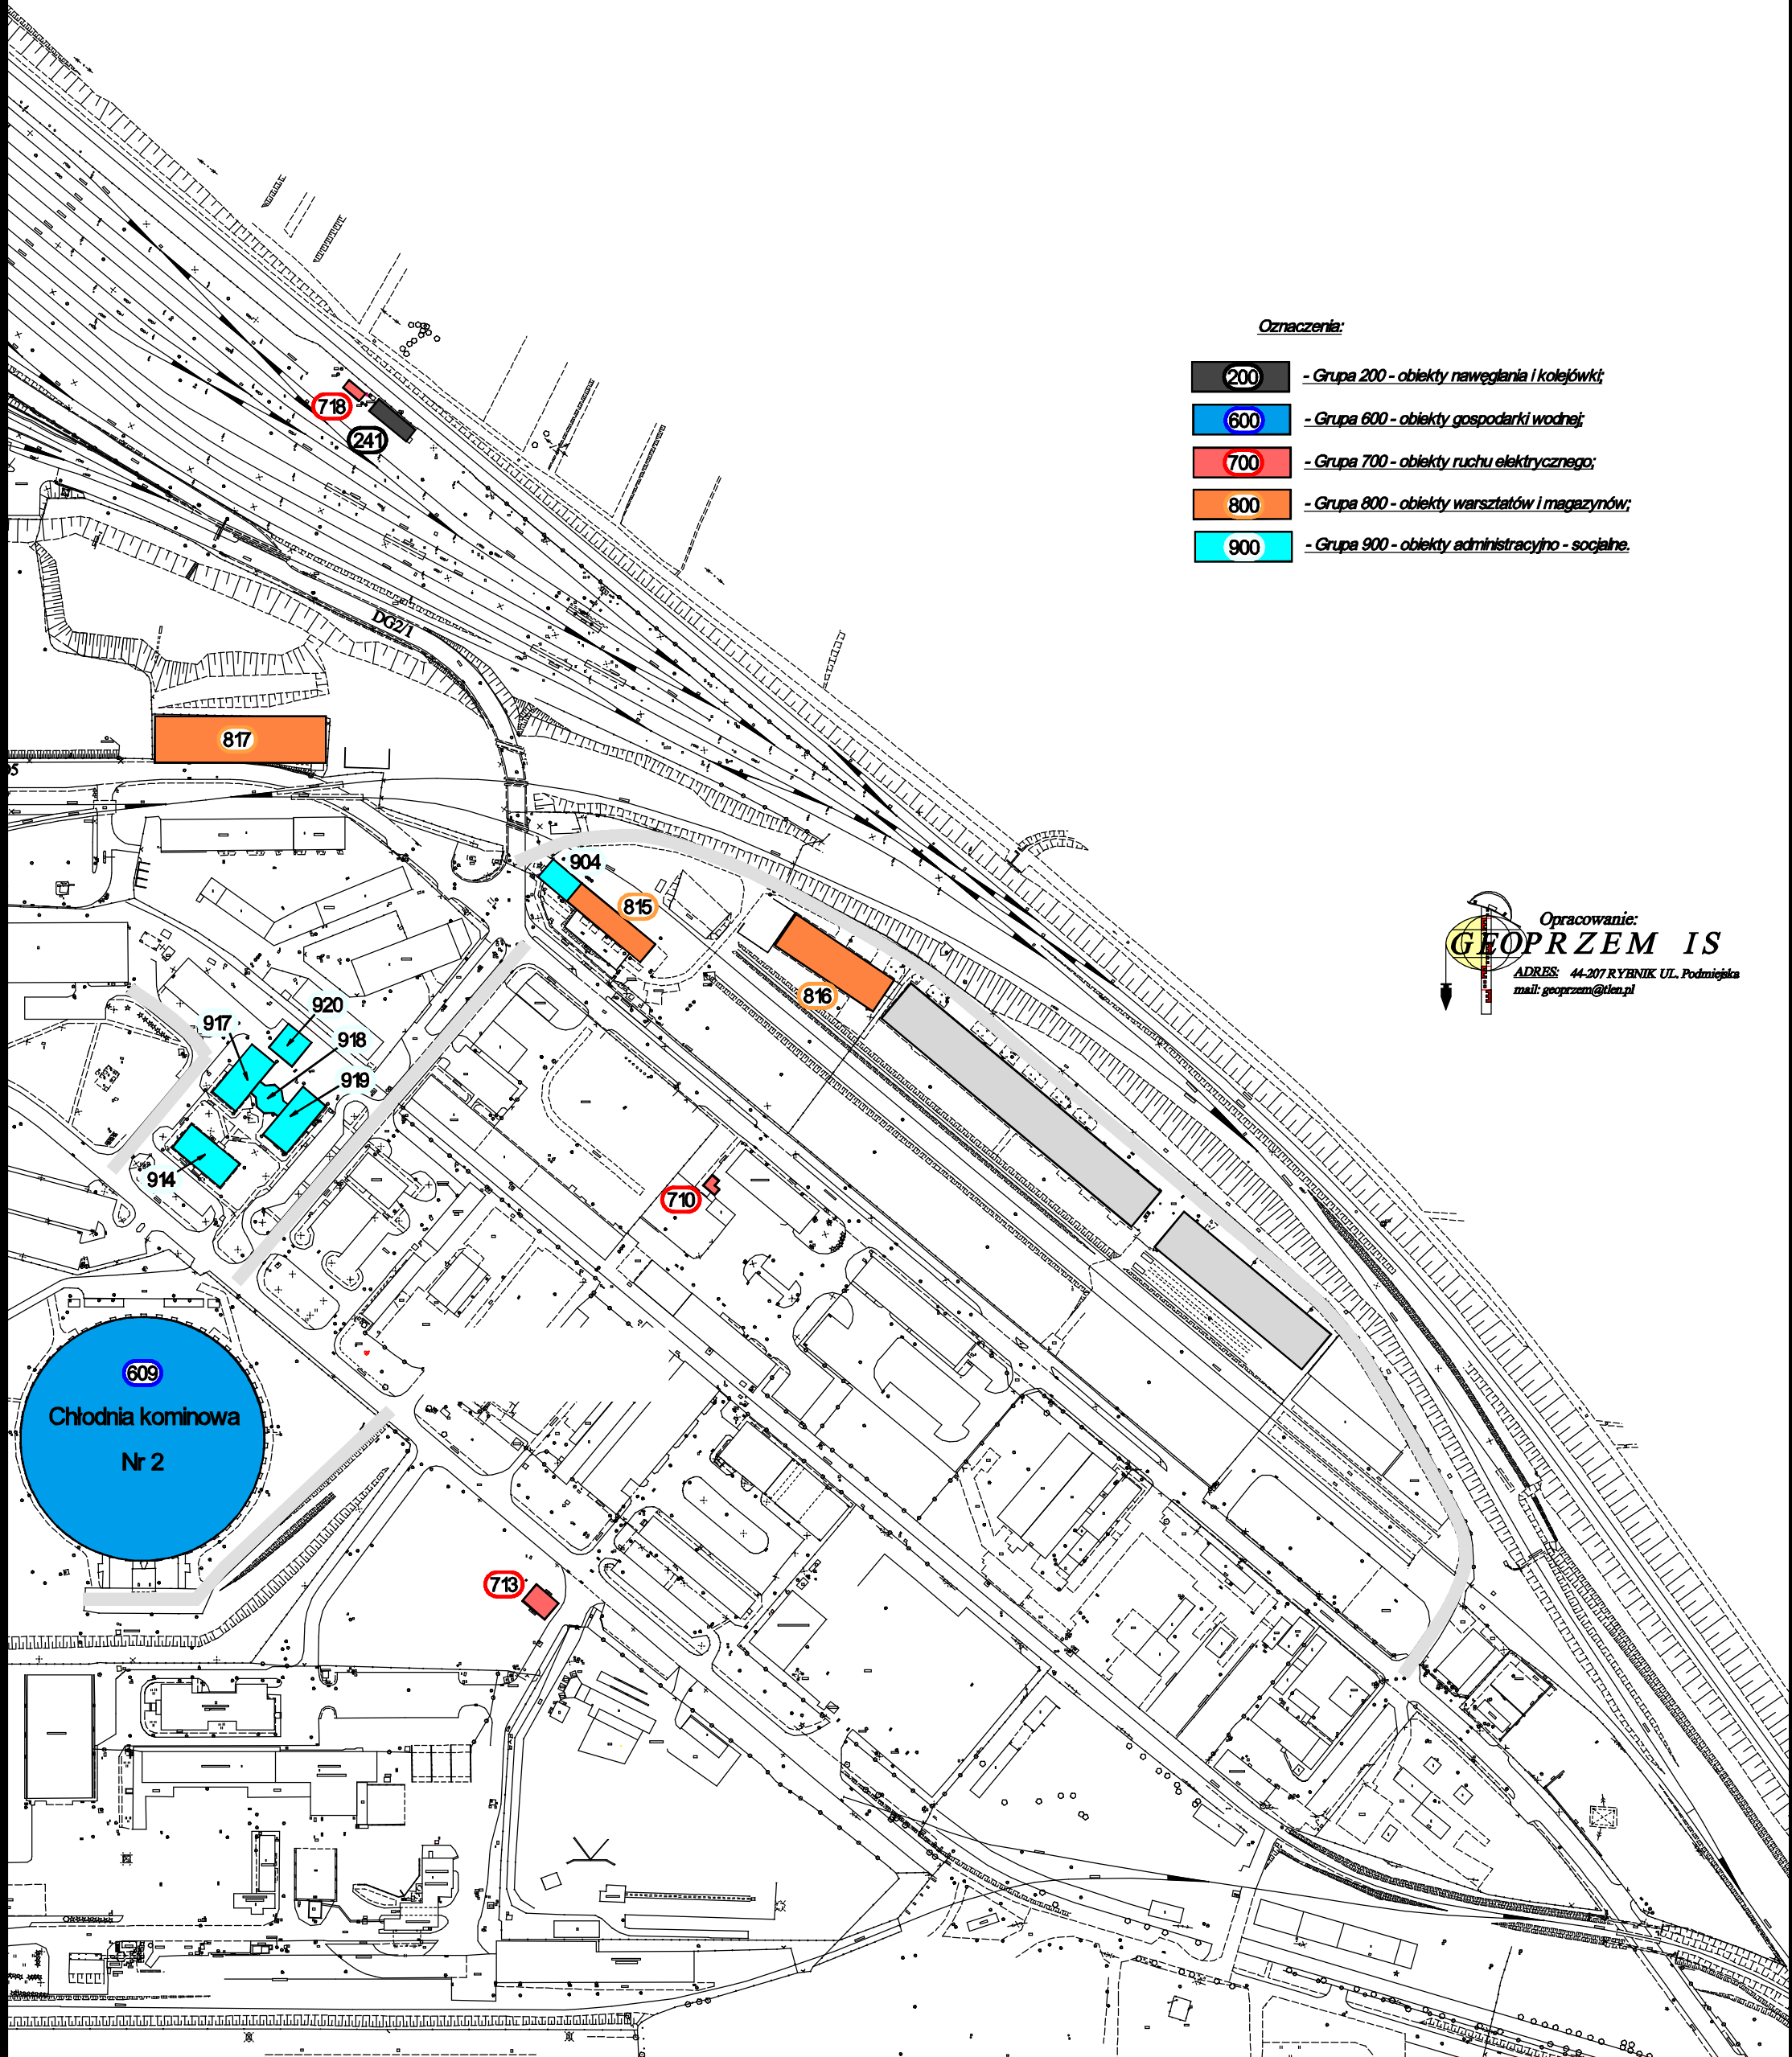 Oznaczenia:
200 - Grupa 200 - obiekty nawęglania i kolejówki;
600 - Grupa 600 - obiekty gospodarki wodnej;
700 - Grupa 700 - obiekty ruchu elektrycznego;
800 - Grupa 800 - obiekty warsztatów i magazynów;
900 - Grupa 900 - obiekty administracyjno - socjalne.
718
241
DG2/1
817
904
815
816
Opracowanie:
GEOPRZEM IS
ADRES: 44-207 RYBNIK UL. Podmiejska
mail: geoprzem@tlen.pl
920
917
918
919
914
710
609
Chłodnia kominowa
Nr 2
713